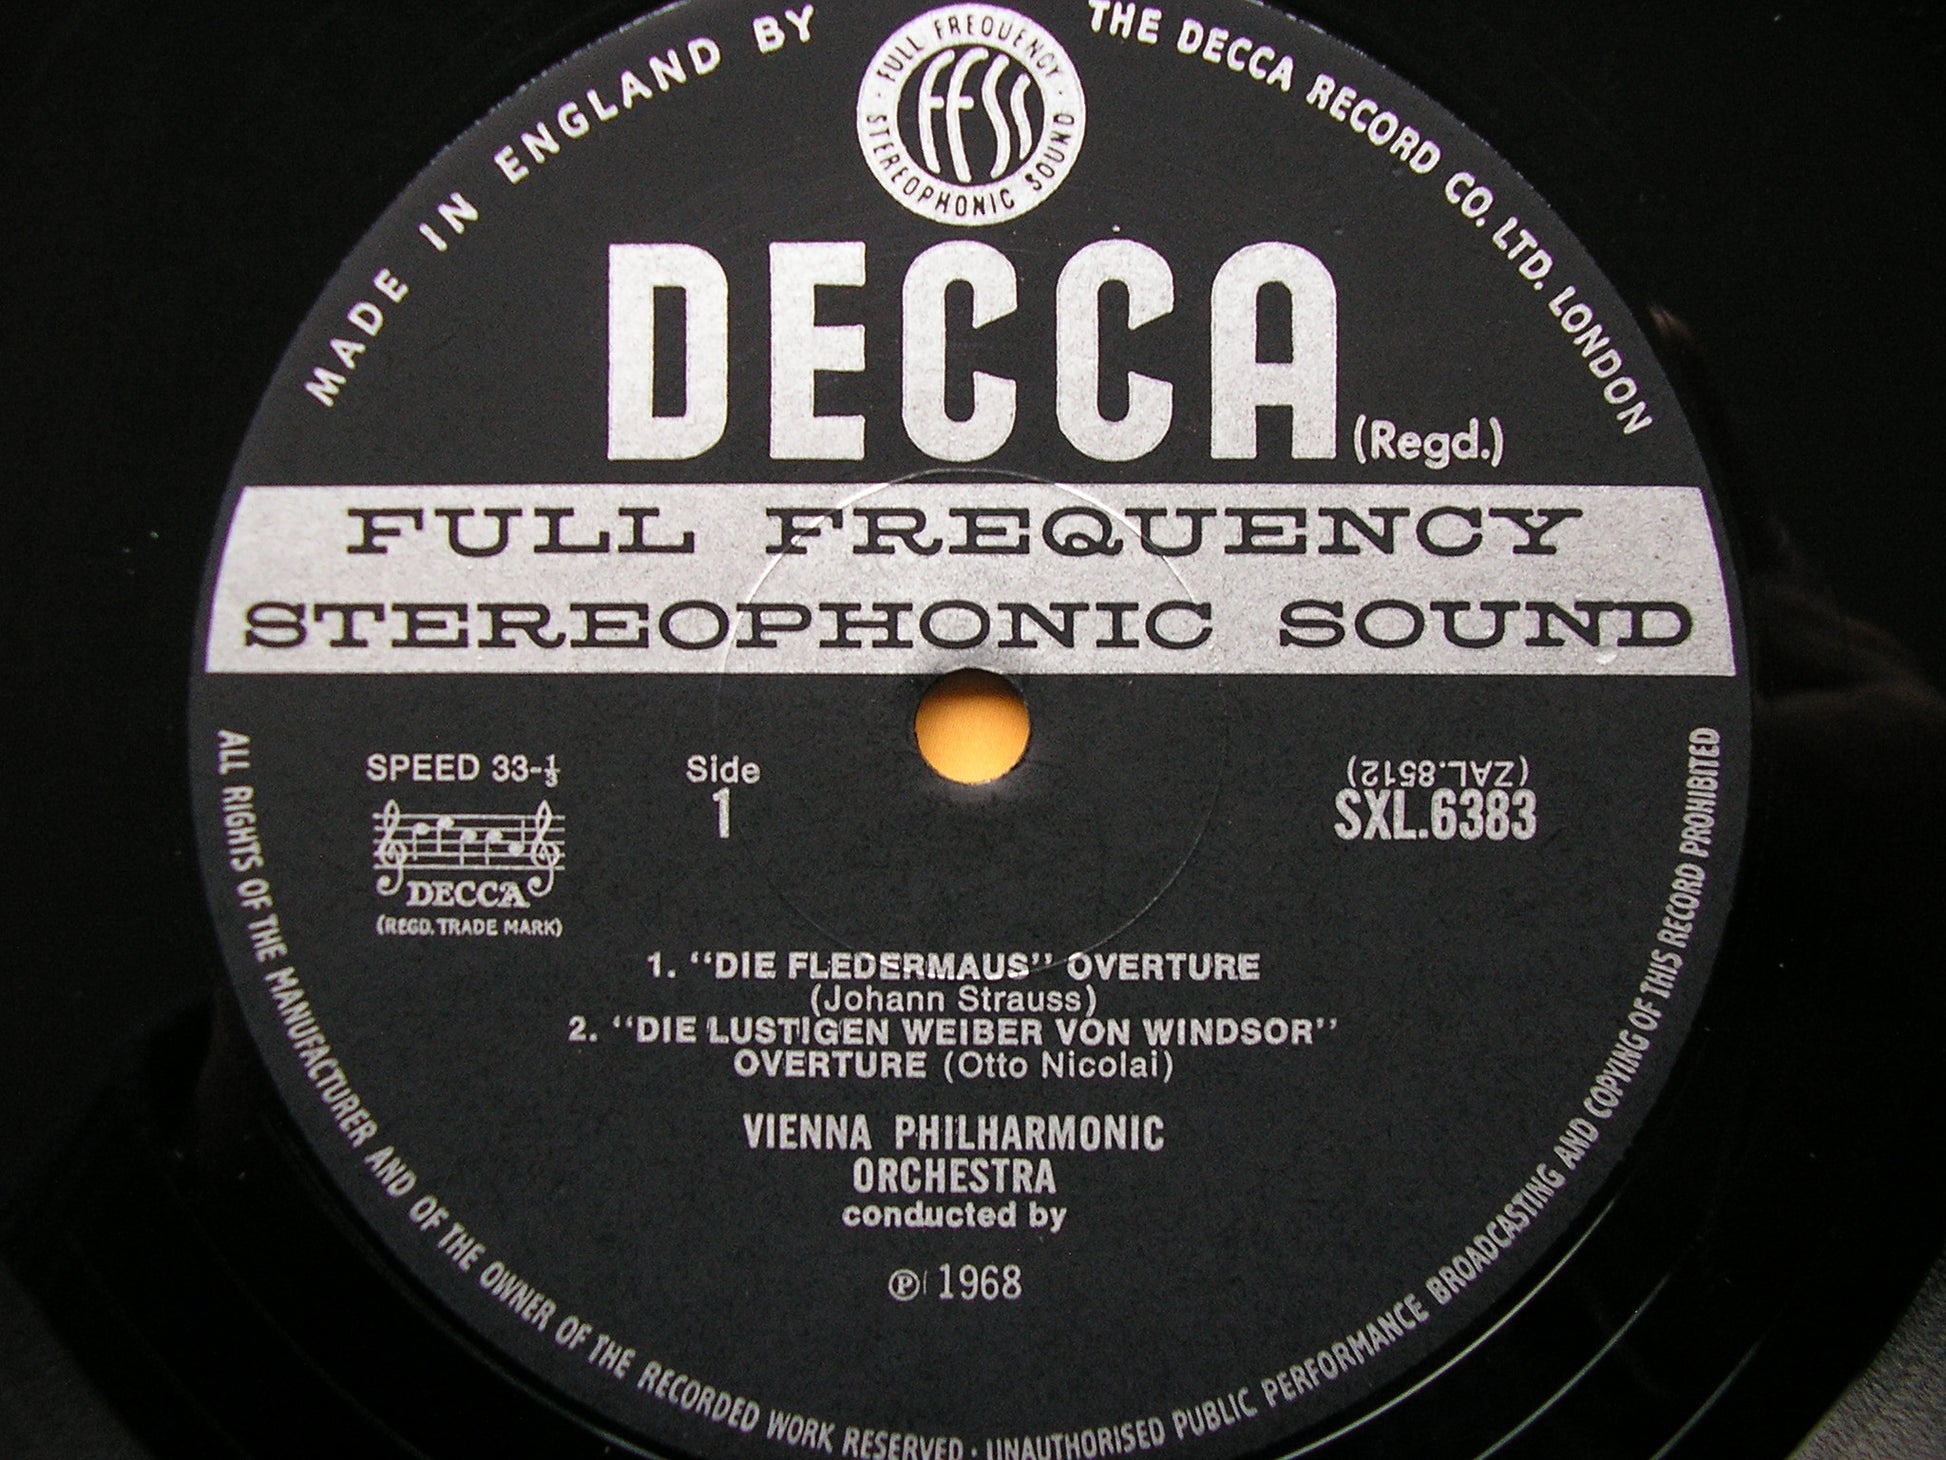 MADE IN ENGLAND BY
THE DECCA RECORD CO. LTD. LONDON
FULL FREQUENCY
STEREOPHONIC SOUND
FFSS
DECCA (Regd.)
FULL FREQUENCY
STEREOPHONIC SOUND
SPEED 33-⅓
Side
1
(ZAL.8512)
SXL.6383
DECCA
(REGD. TRADE MARK)
1. “DIE FLEDERMAUS” OVERTURE
(Johann Strauss)
2. “DIE LUSTIGEN WEIBER VON WINDSOR”
OVERTURE (Otto Nicolai)
VIENNA PHILHARMONIC
ORCHESTRA
conducted by
℗ 1968
ALL RIGHTS OF THE MANUFACTURER AND OF THE OWNER OF THE RECORDED WORK RESERVED · UNAUTHORISED PUBLIC PERFORMANCE BROADCASTING AND COPYING OF THIS RECORD PROHIBITED